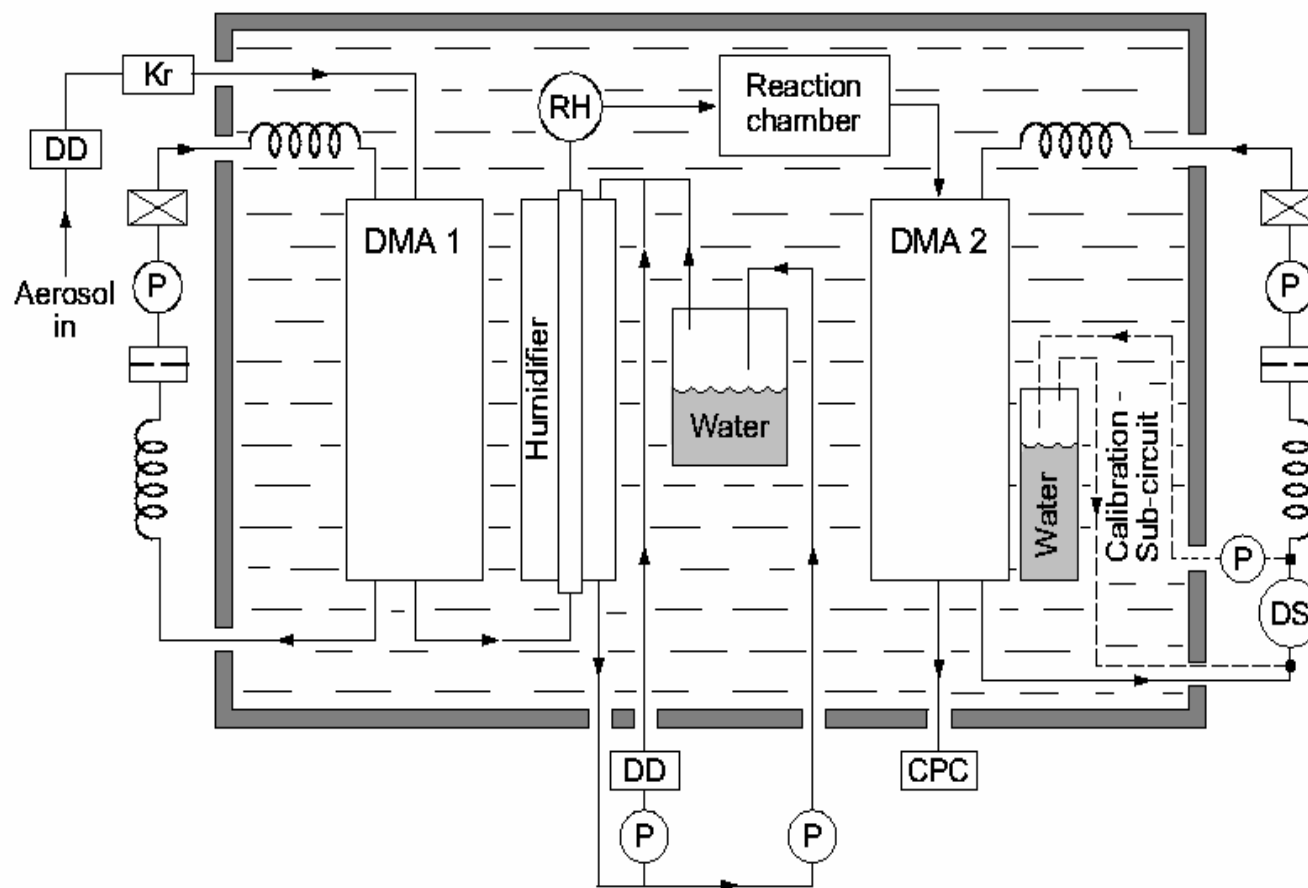 Kr
DD
Aerosol
in
P
DMA 1
Humidifier
RH
Reaction
chamber
Water
DMA 2
Water
Calibration -
Sub-circuit
P
P
DS
DD
P
P
CPC